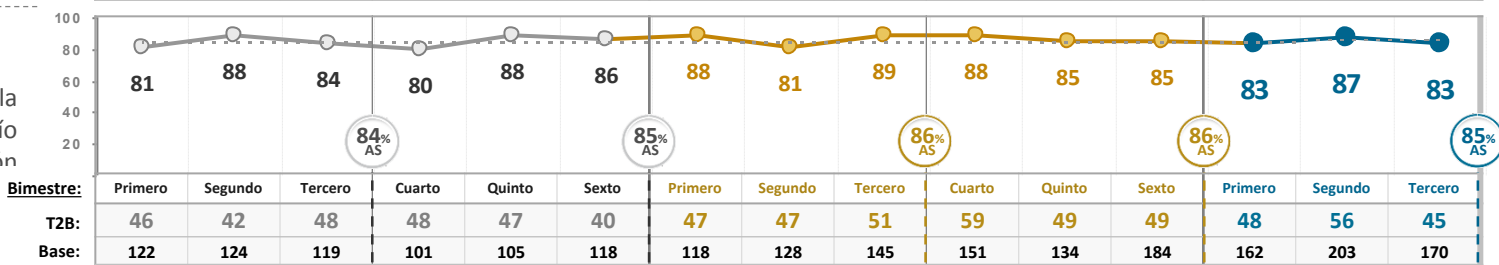 100
80
60
40
20
la
ío
on
81 88 84 80 88 86 88 81 89 88 85 85 83 87 83
84% AS 85% AS 86% AS 86% AS 85% AS
Bimestre: Primero Segundo Tercero Cuarto Quinto Sexto Primero Segundo Tercero Cuarto Quinto Sexto Primero Segundo Tercero
T2B: 46 42 48 48 47 40 47 47 51 59 49 49 48 56 45
Base: 122 124 119 101 105 118 118 128 145 151 134 184 162 203 170